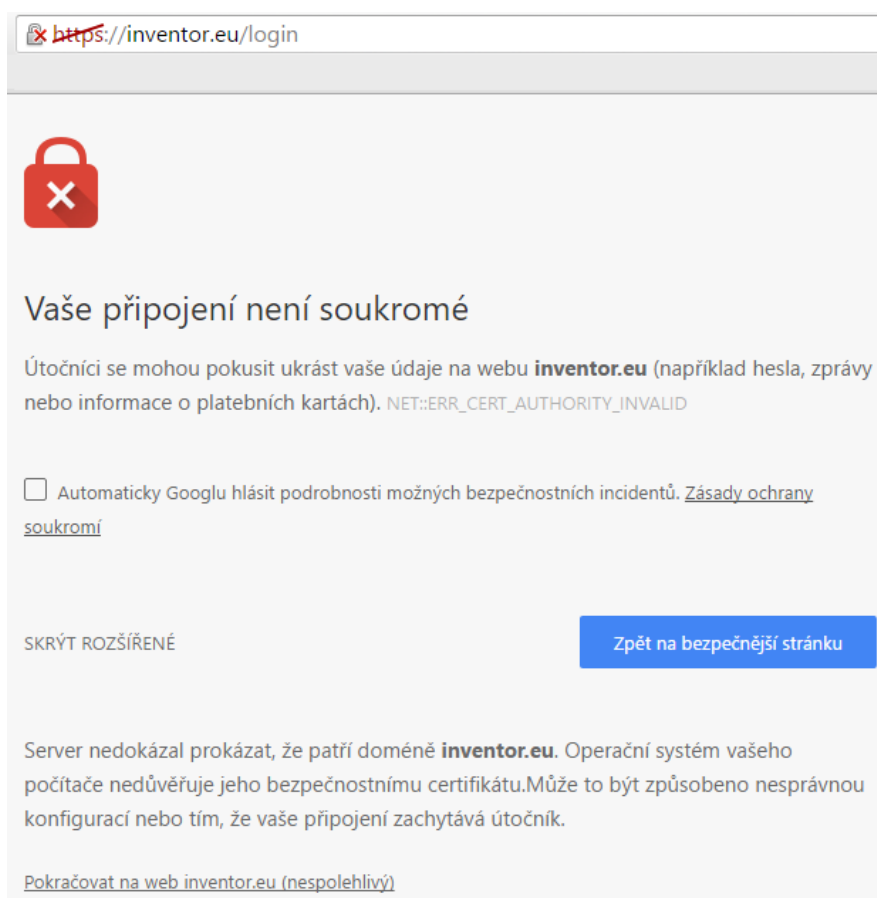 https://inventor.eu/login
Vaše připojení není soukromé
Útočníci se mohou pokusit ukrást vaše údaje na webu inventor.eu (například hesla, zprávy
nebo informace o platebních kartách). NET::ERR_CERT_AUTHORITY_INVALID
Automaticky Googlu hlásit podrobnosti možných bezpečnostních incidentů. Zásady ochrany
soukromí
SKRÝT ROZŠÍŘENÉ
Zpět na bezpečnější stránku
Server nedokázal prokázat, že patří doméně inventor.eu. Operační systém vašeho
počítače nedůvěřuje jeho bezpečnostnímu certifikátu.Může to být způsobeno nesprávnou
konfigurací nebo tím, že vaše připojení zachytává útočník.
Pokračovat na web inventor.eu (nespolehlivý)